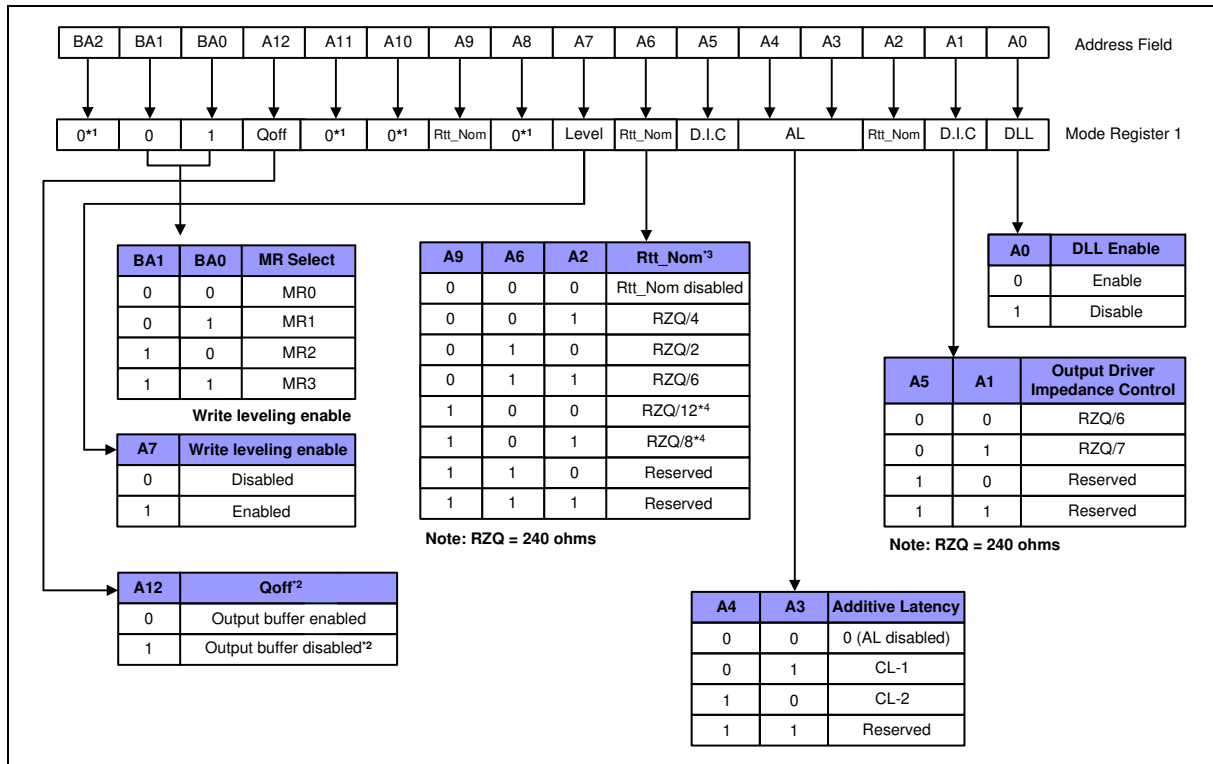 BA2 BA1 BA0 A12 A11 A10 A9 A8 A7 A6 A5 A4 A3 A2 A1 A0 Address Field
0*1 0 1 Qoff 0*1 0*1 Rtt_Nom 0*1 Level Rtt_Nom D.I.C AL Rtt_Nom D.I.C DLL Mode Register 1
BA1 BA0 MR Select
0 0 MR0
0 1 MR1
1 0 MR2
1 1 MR3
Write leveling enable
A7 Write leveling enable
0 Disabled
1 Enabled
A12 Qoff*2
0 Output buffer enabled
1 Output buffer disabled*2
A9 A6 A2 Rtt_Nom*3
0 0 0 Rtt_Nom disabled
0 0 1 RZQ/4
0 1 0 RZQ/2
0 1 1 RZQ/6
1 0 0 RZQ/12*4
1 0 1 RZQ/8*4
1 1 0 Reserved
1 1 1 Reserved
Note: RZQ = 240 ohms
A0 DLL Enable
0 Enable
1 Disable
A5 A1 Output Driver
Impedance Control
0 0 RZQ/6
0 1 RZQ/7
1 0 Reserved
1 1 Reserved
Note: RZQ = 240 ohms
A4 A3 Additive Latency
0 0 0 (AL disabled)
0 1 CL-1
1 0 CL-2
1 1 Reserved